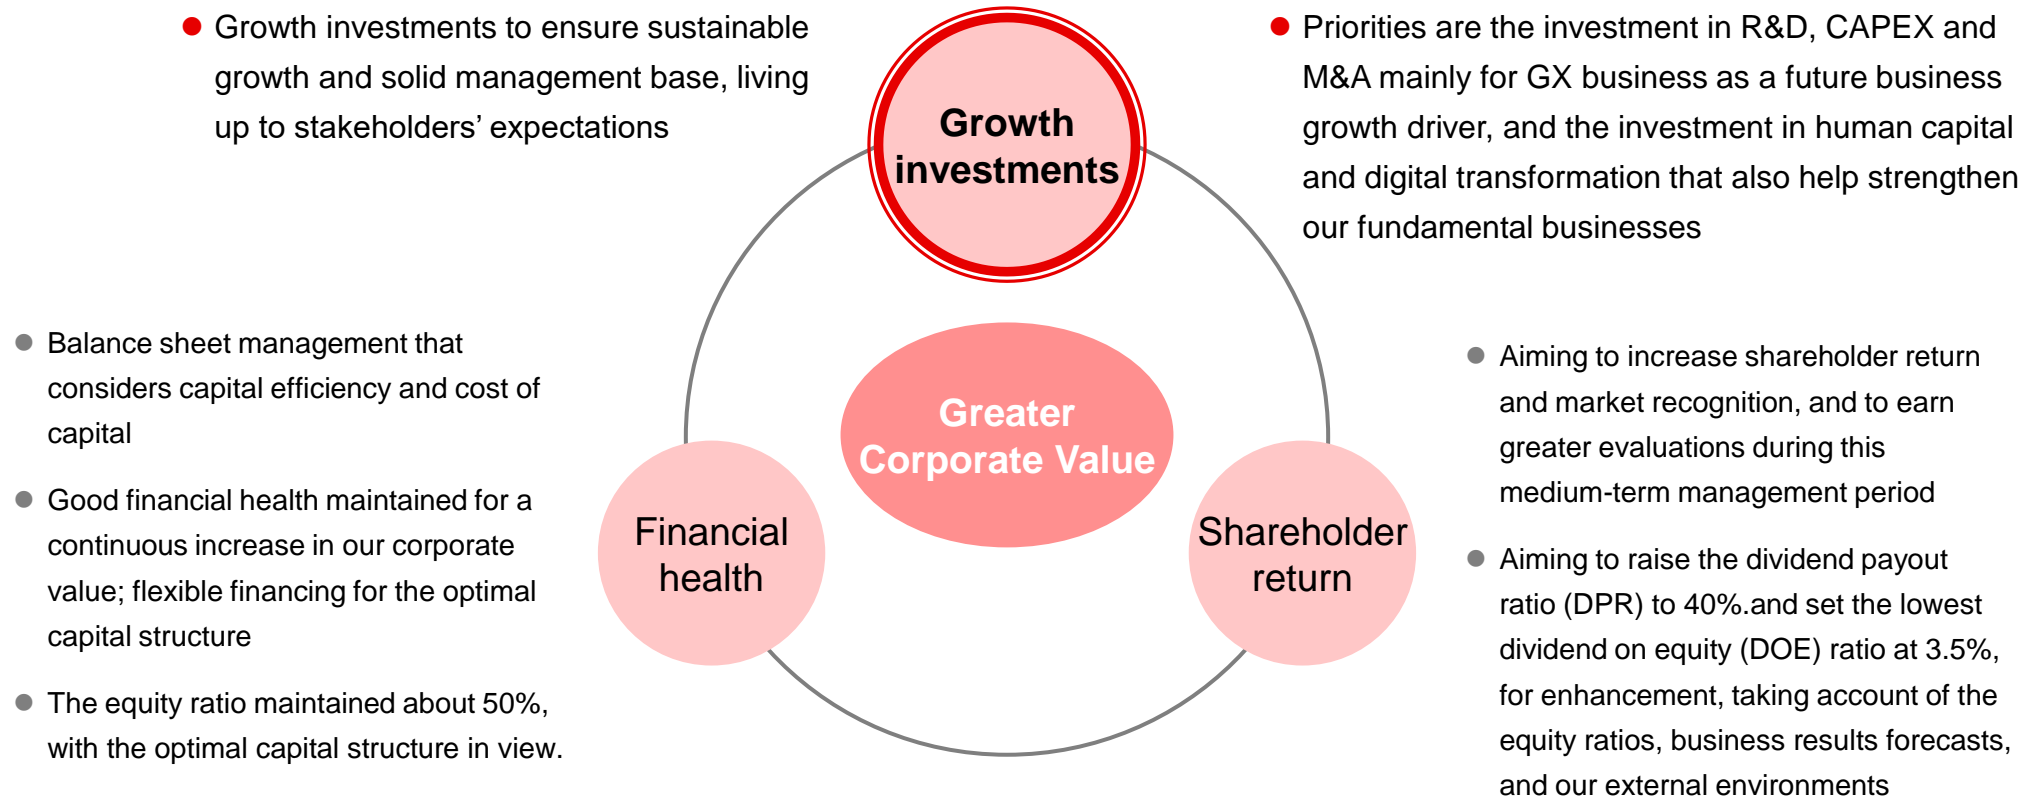 Growth investments to ensure sustainable
growth and solid management base, living
up to stakeholders’ expectations
Growth
investments
Priorities are the investment in R&D, CAPEX and
M&A mainly for GX business as a future business
growth driver, and the investment in human capital
and digital transformation that also help strengthen
our fundamental businesses
Balance sheet management that
considers capital efficiency and cost of
capital
Good financial health maintained for a
continuous increase in our corporate
value; flexible financing for the optimal
capital structure
The equity ratio maintained about 50%,
with the optimal capital structure in view.
Financial
health
Greater
Corporate Value
Shareholder
return
Aiming to increase shareholder return
and market recognition, and to earn
greater evaluations during this
medium-term management period
Aiming to raise the dividend payout
ratio (DPR) to 40%.and set the lowest
dividend on equity (DOE) ratio at 3.5%,
for enhancement, taking account of the
equity ratios, business results forecasts,
and our external environments